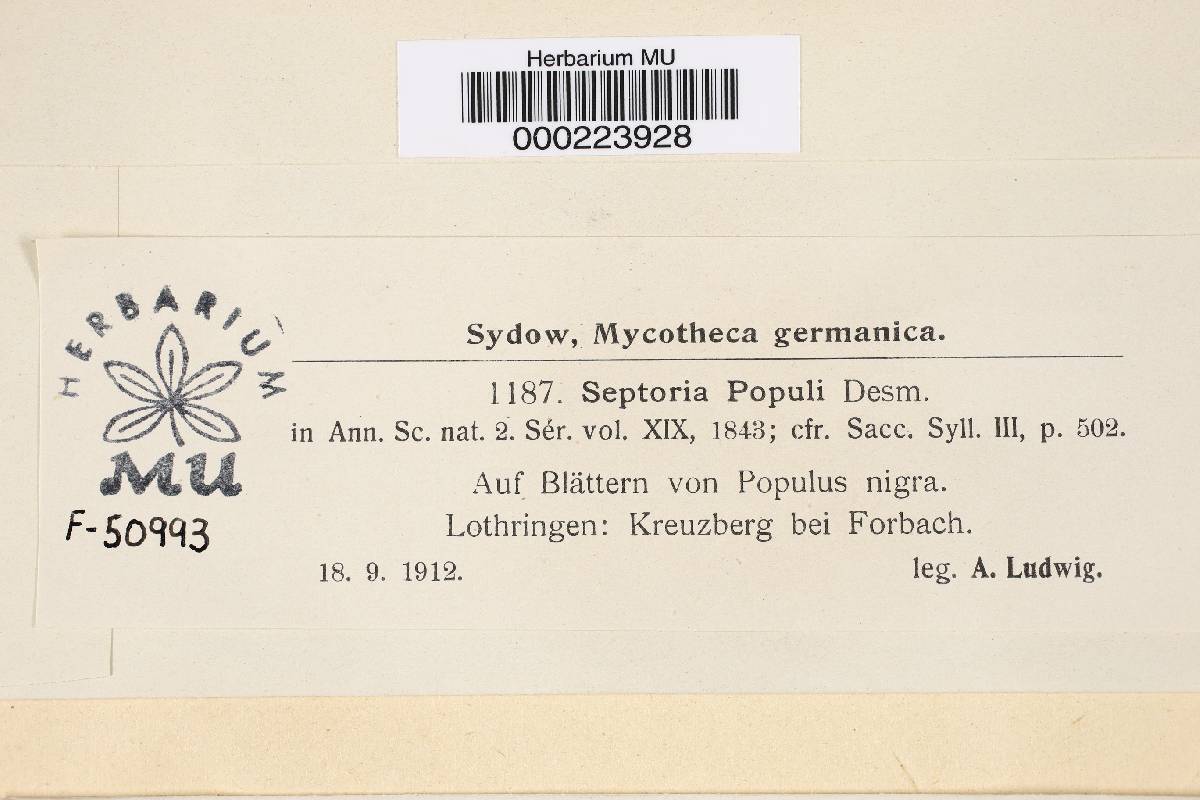 Herbarium MU
000223928
HERBARIUM
MU
F-50993
Sydow, Mycotheca germanica.
1187. Septoria Populi Desm.
in Ann. Sc. nat. 2. Sér. vol. XIX, 1843; cfr. Sacc. Syll. III, p. 502.
Auf Blättern von Populus nigra.
Lothringen: Kreuzberg bei Forbach.
18. 9. 1912. leg. A. Ludwig.